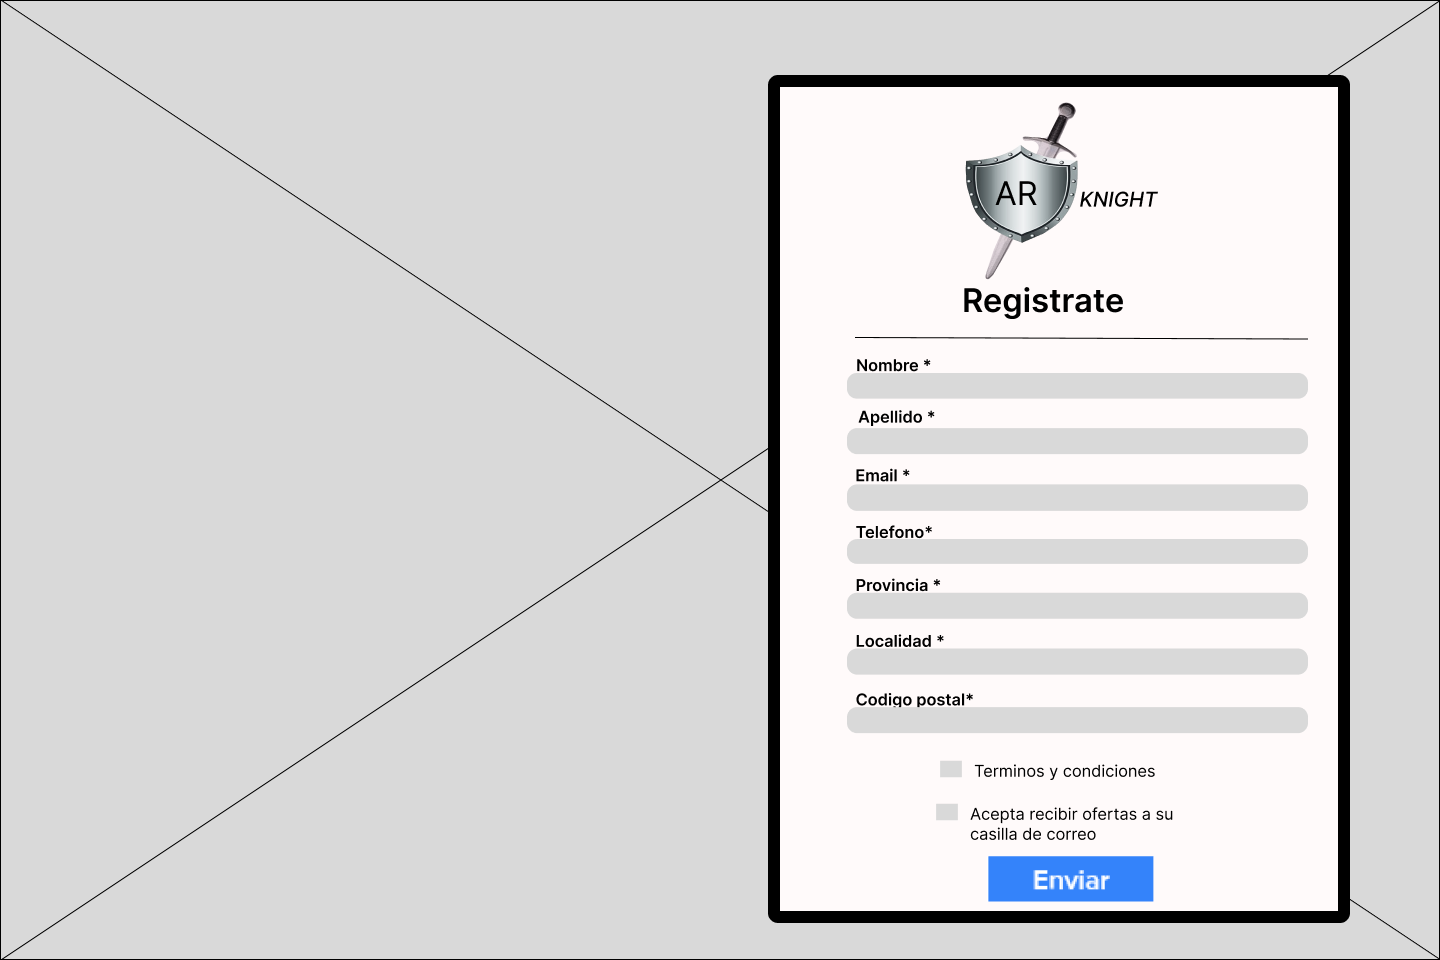 AR
KNIGHT
Registrate
Nombre *
Apellido *
Email *
Telefono*
Provincia *
Localidad *
Codigo postal*
Terminos y condiciones
Acepta recibir ofertas a su
casilla de correo
Enviar